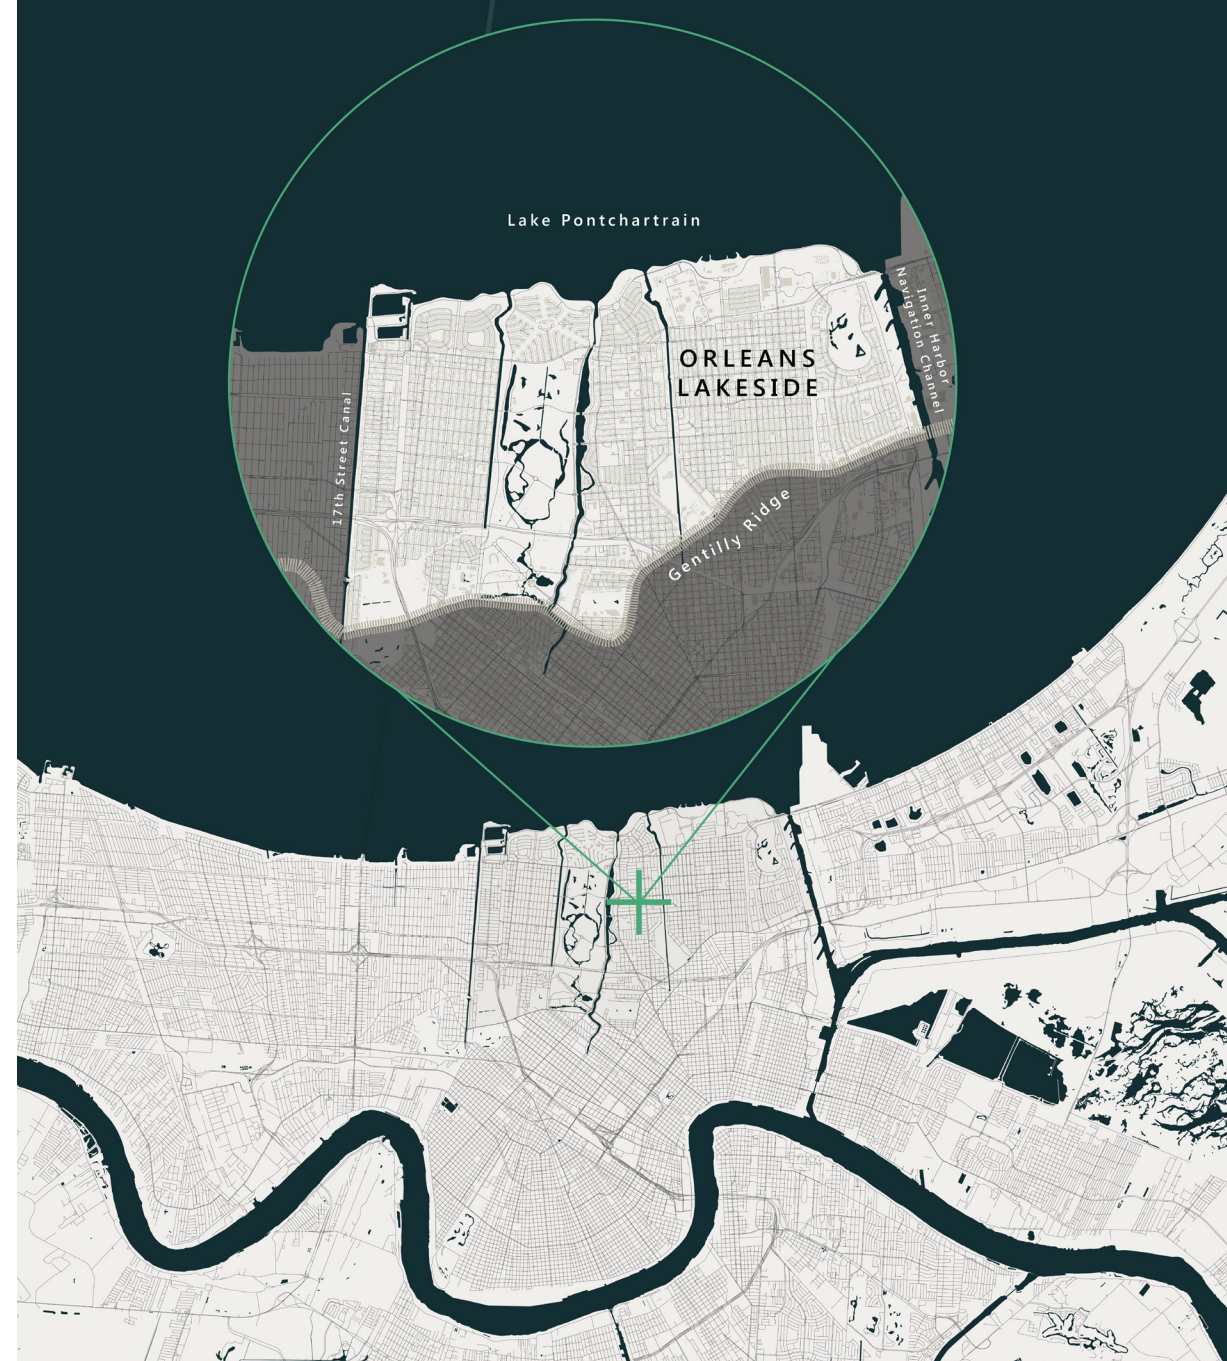 Lake Pontchartrain
Inner Harbor
Navigation Channel
ORLEANS
LAKESIDE
17th Street Canal
Gentilly Ridge